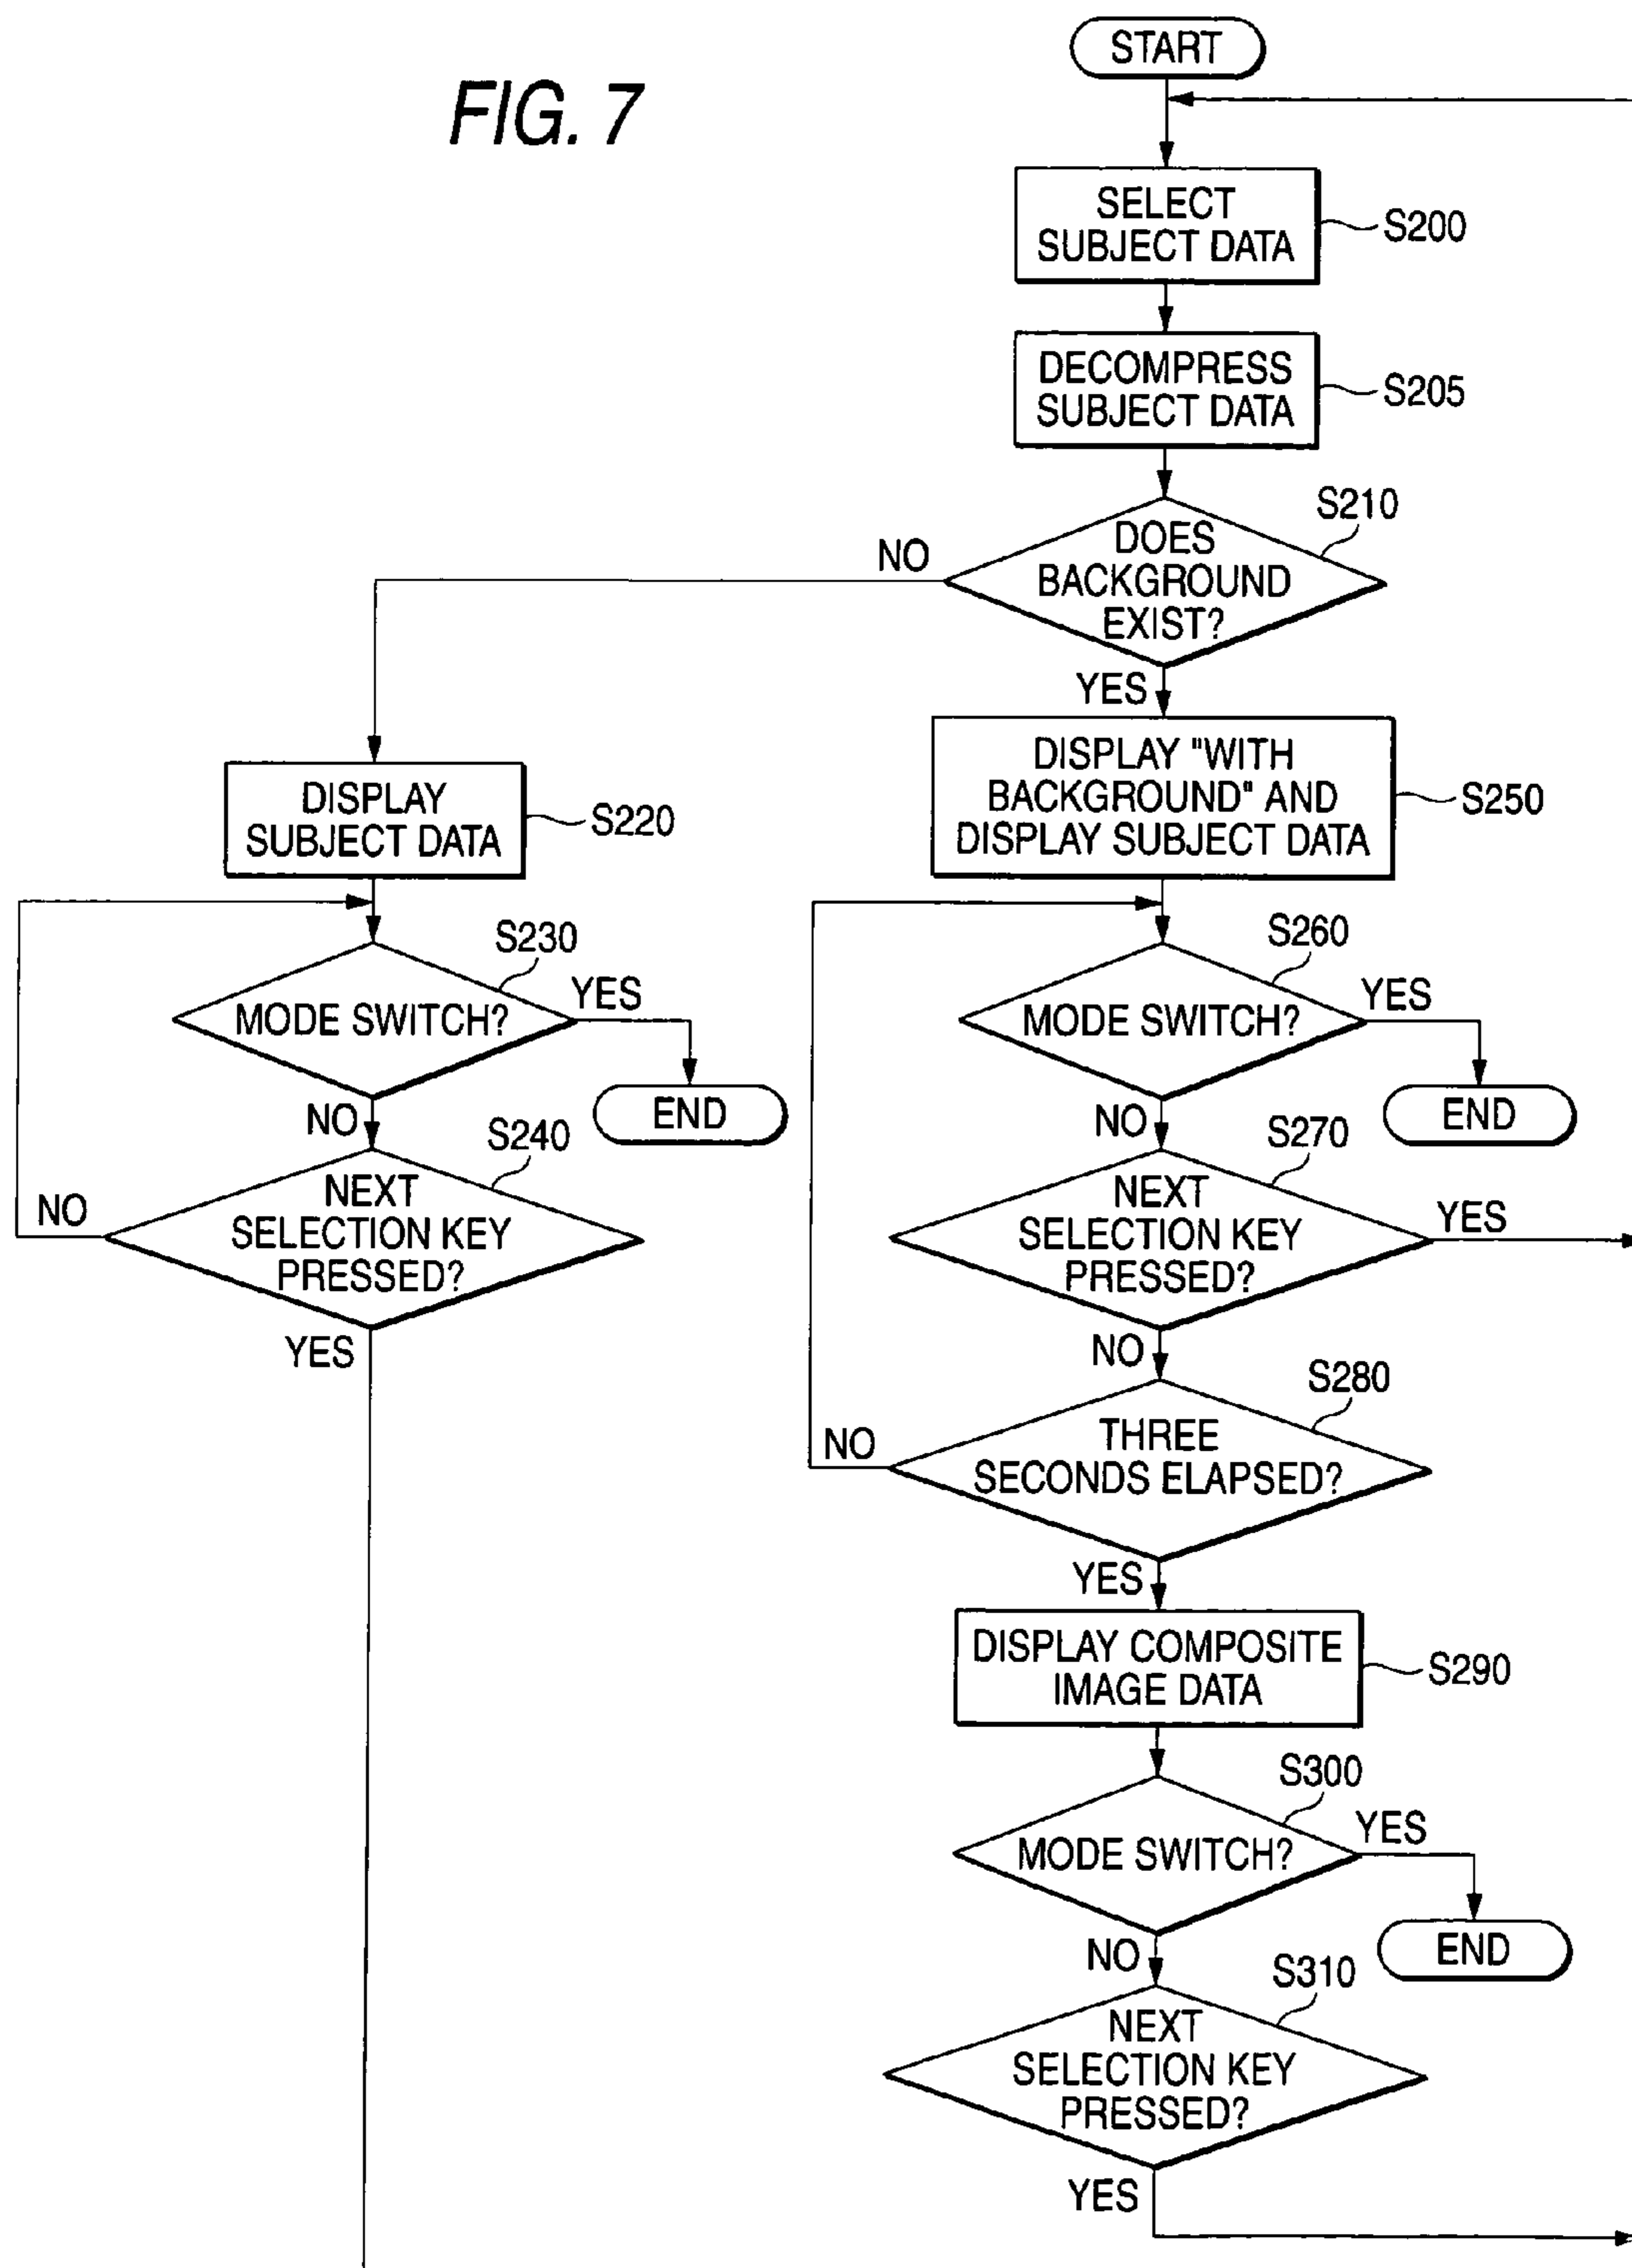 FIG. 7
START
SELECT
SUBJECT DATA
S200
DECOMPRESS
SUBJECT DATA
S205
S210
DOES
BACKGROUND
EXIST?
NO
YES
DISPLAY
SUBJECT DATA
S220
S230
MODE SWITCH?
YES
END
NO
S240
NEXT
SELECTION KEY
PRESSED?
NO
YES
DISPLAY "WITH
BACKGROUND" AND
DISPLAY SUBJECT DATA
S250
S260
MODE SWITCH?
YES
END
NO
S270
NEXT
SELECTION KEY
PRESSED?
YES
NO
S280
THREE
SECONDS ELAPSED?
NO
YES
DISPLAY COMPOSITE
IMAGE DATA
S290
S300
MODE SWITCH?
YES
END
NO
S310
NEXT
SELECTION KEY
PRESSED?
YES